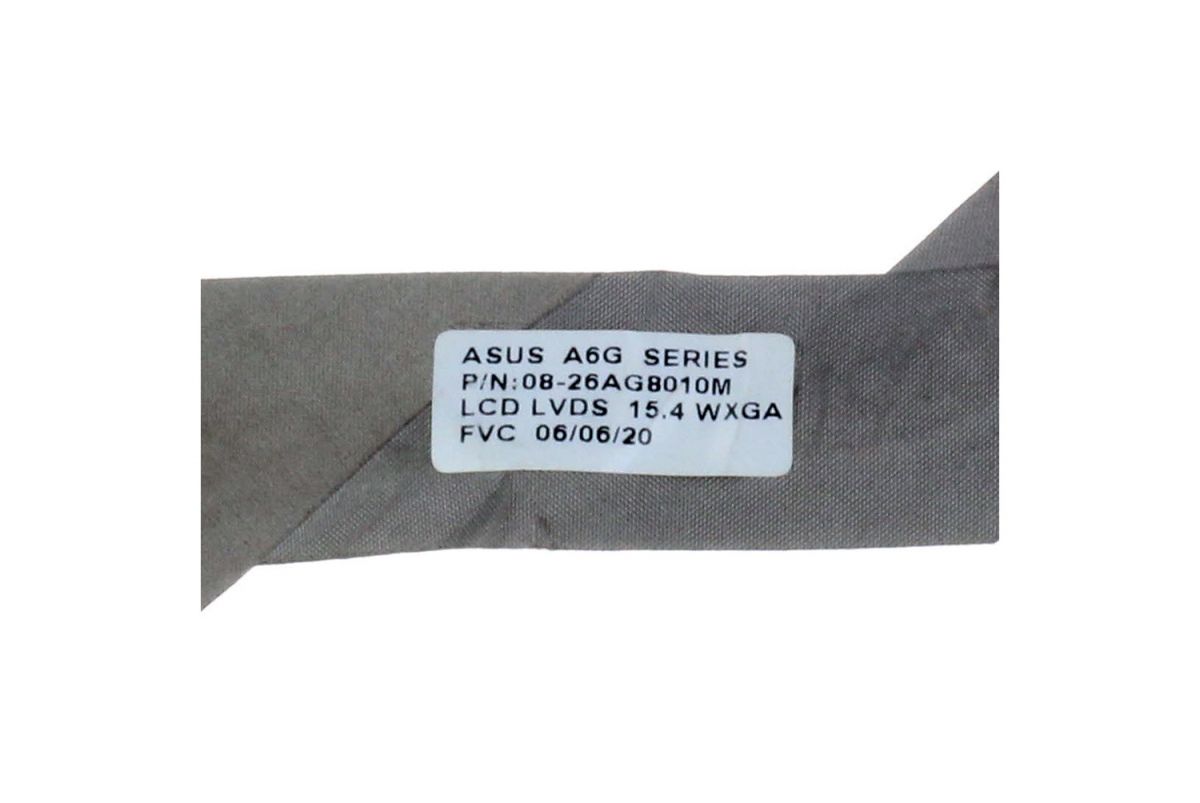 ASUS A6G SERIES
P/N:08-26AG8010M
LCD LVDS 15.4 WXGA
FVC 06/06/20